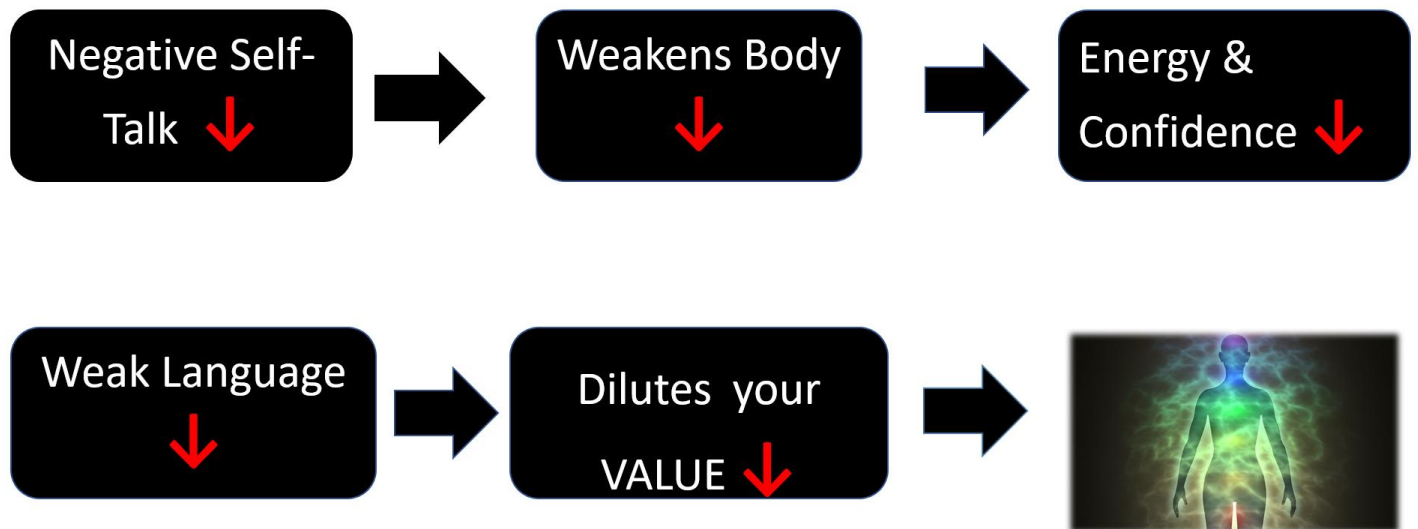 Negative Self-
Talk ↓
Weakens Body
↓
Energy &
Confidence ↓
Weak Language
↓
Dilutes your
VALUE ↓